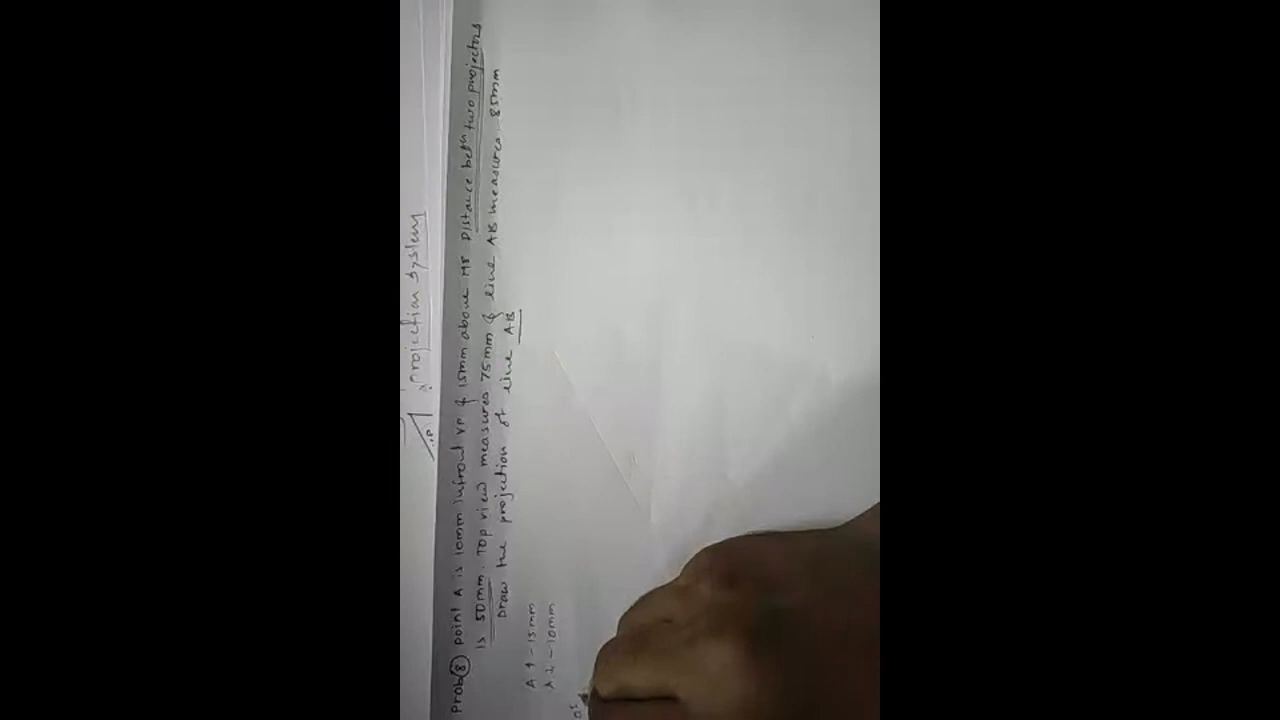 projection system
Prob ⑧ point A is 10mm Infront VP & 15mm above HP Distance betn two projectors
is 50mm. Top view measures 75mm & line AB measures 85mm
Draw the projection of line AB
A ↑ - 15mm
A ↓ - 10mm